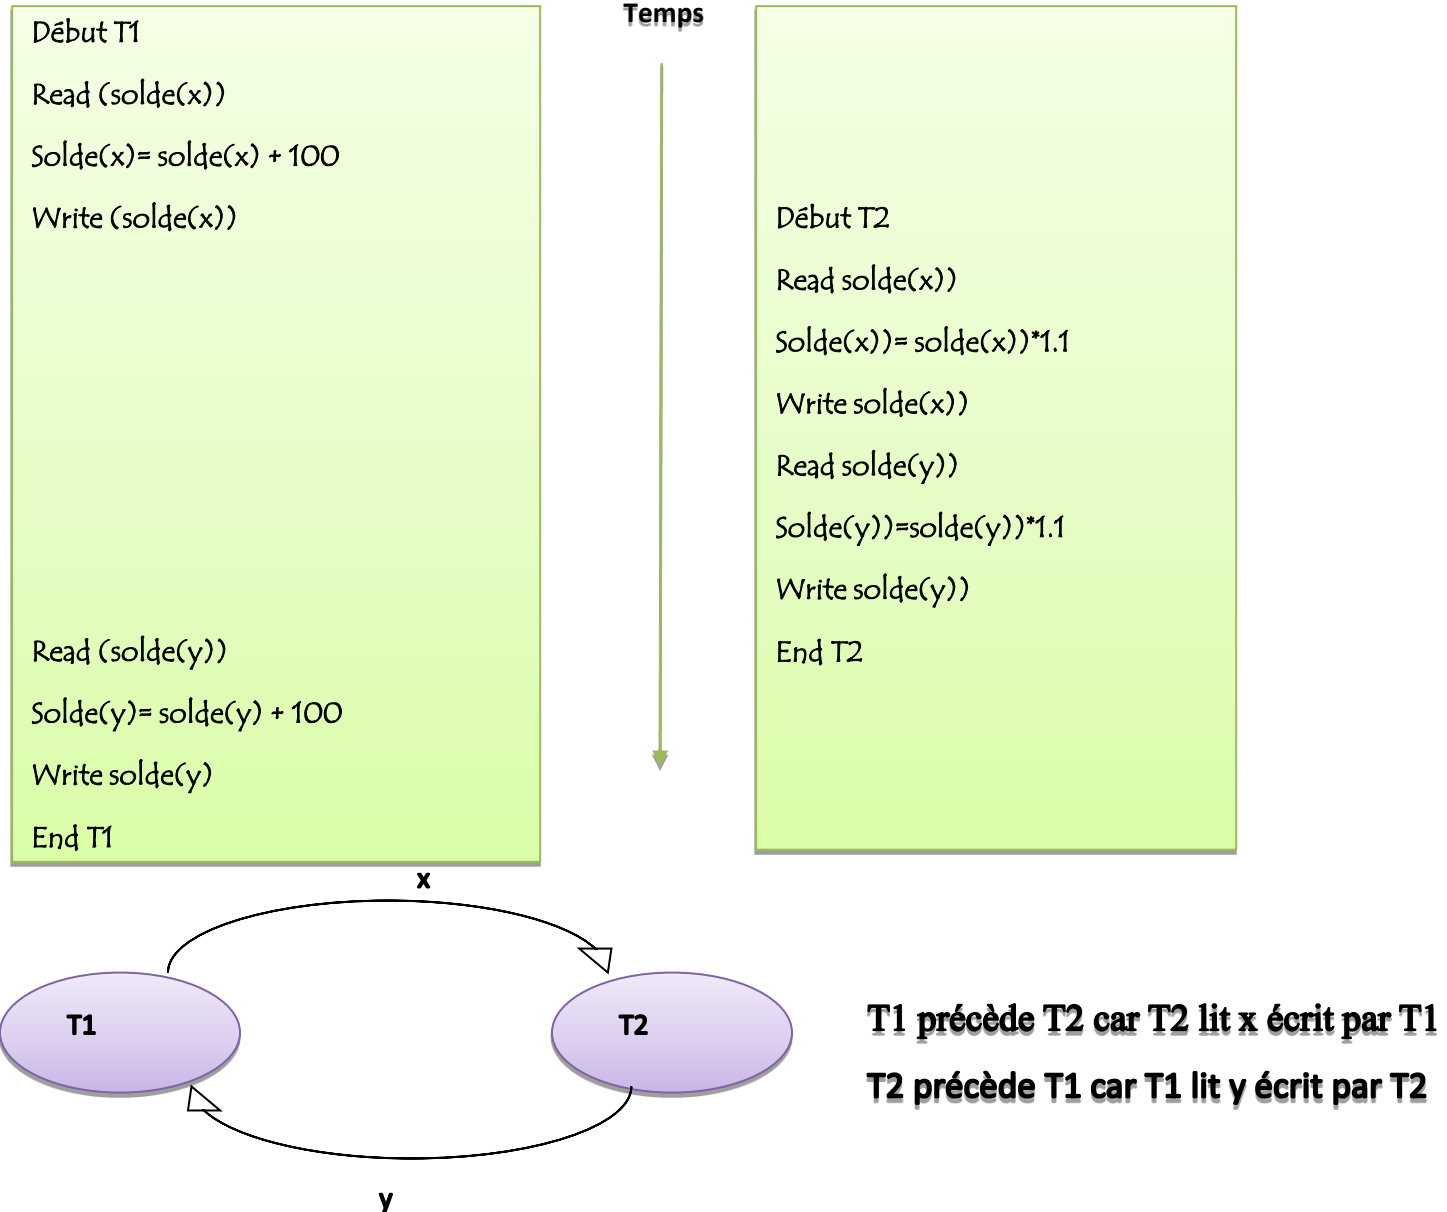 Début T1
Read (solde(x))
Solde(x)= solde(x) + 100
Write (solde(x))
Read (solde(y))
Solde(y)= solde(y) + 100
Write solde(y)
End T1
Temps
Début T2
Read solde(x))
Solde(x))= solde(x))*1.1
Write solde(x))
Read solde(y))
Solde(y))=solde(y))*1.1
Write solde(y))
End T2
x
T1
T2
y
T1 précède T2 car T2 lit x écrit par T1
T2 précède T1 car T1 lit y écrit par T2